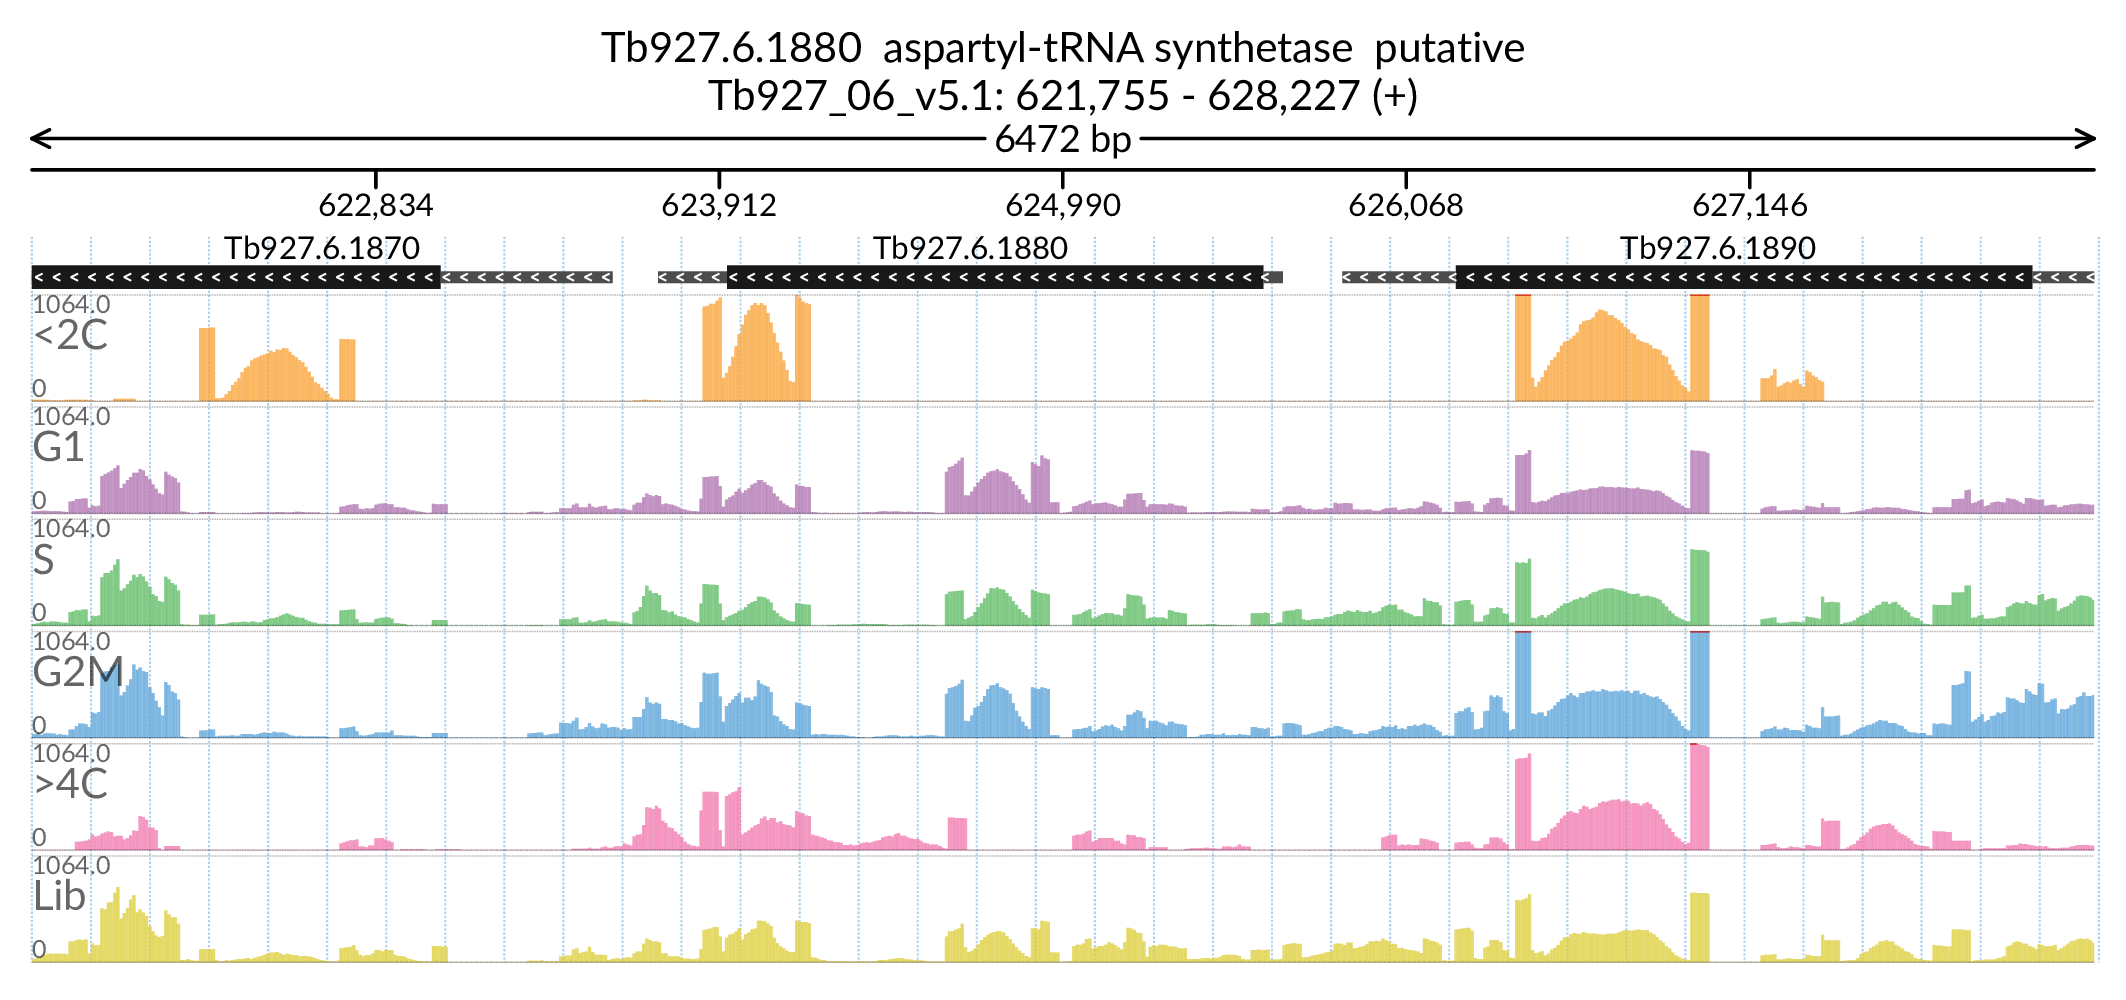 Tb927.6.1880  aspartyl-tRNA synthetase  putative
Tb927_06_v5.1: 621,755 - 628,227 (+)
6472 bp
622,834 623,912 624,990 626,068 627,146
Tb927.6.1870 Tb927.6.1880 Tb927.6.1890
1064.0
<2C
0
1064.0
G1
0
1064.0
S
0
1064.0
G2M
0
1064.0
>4C
0
1064.0
Lib
0